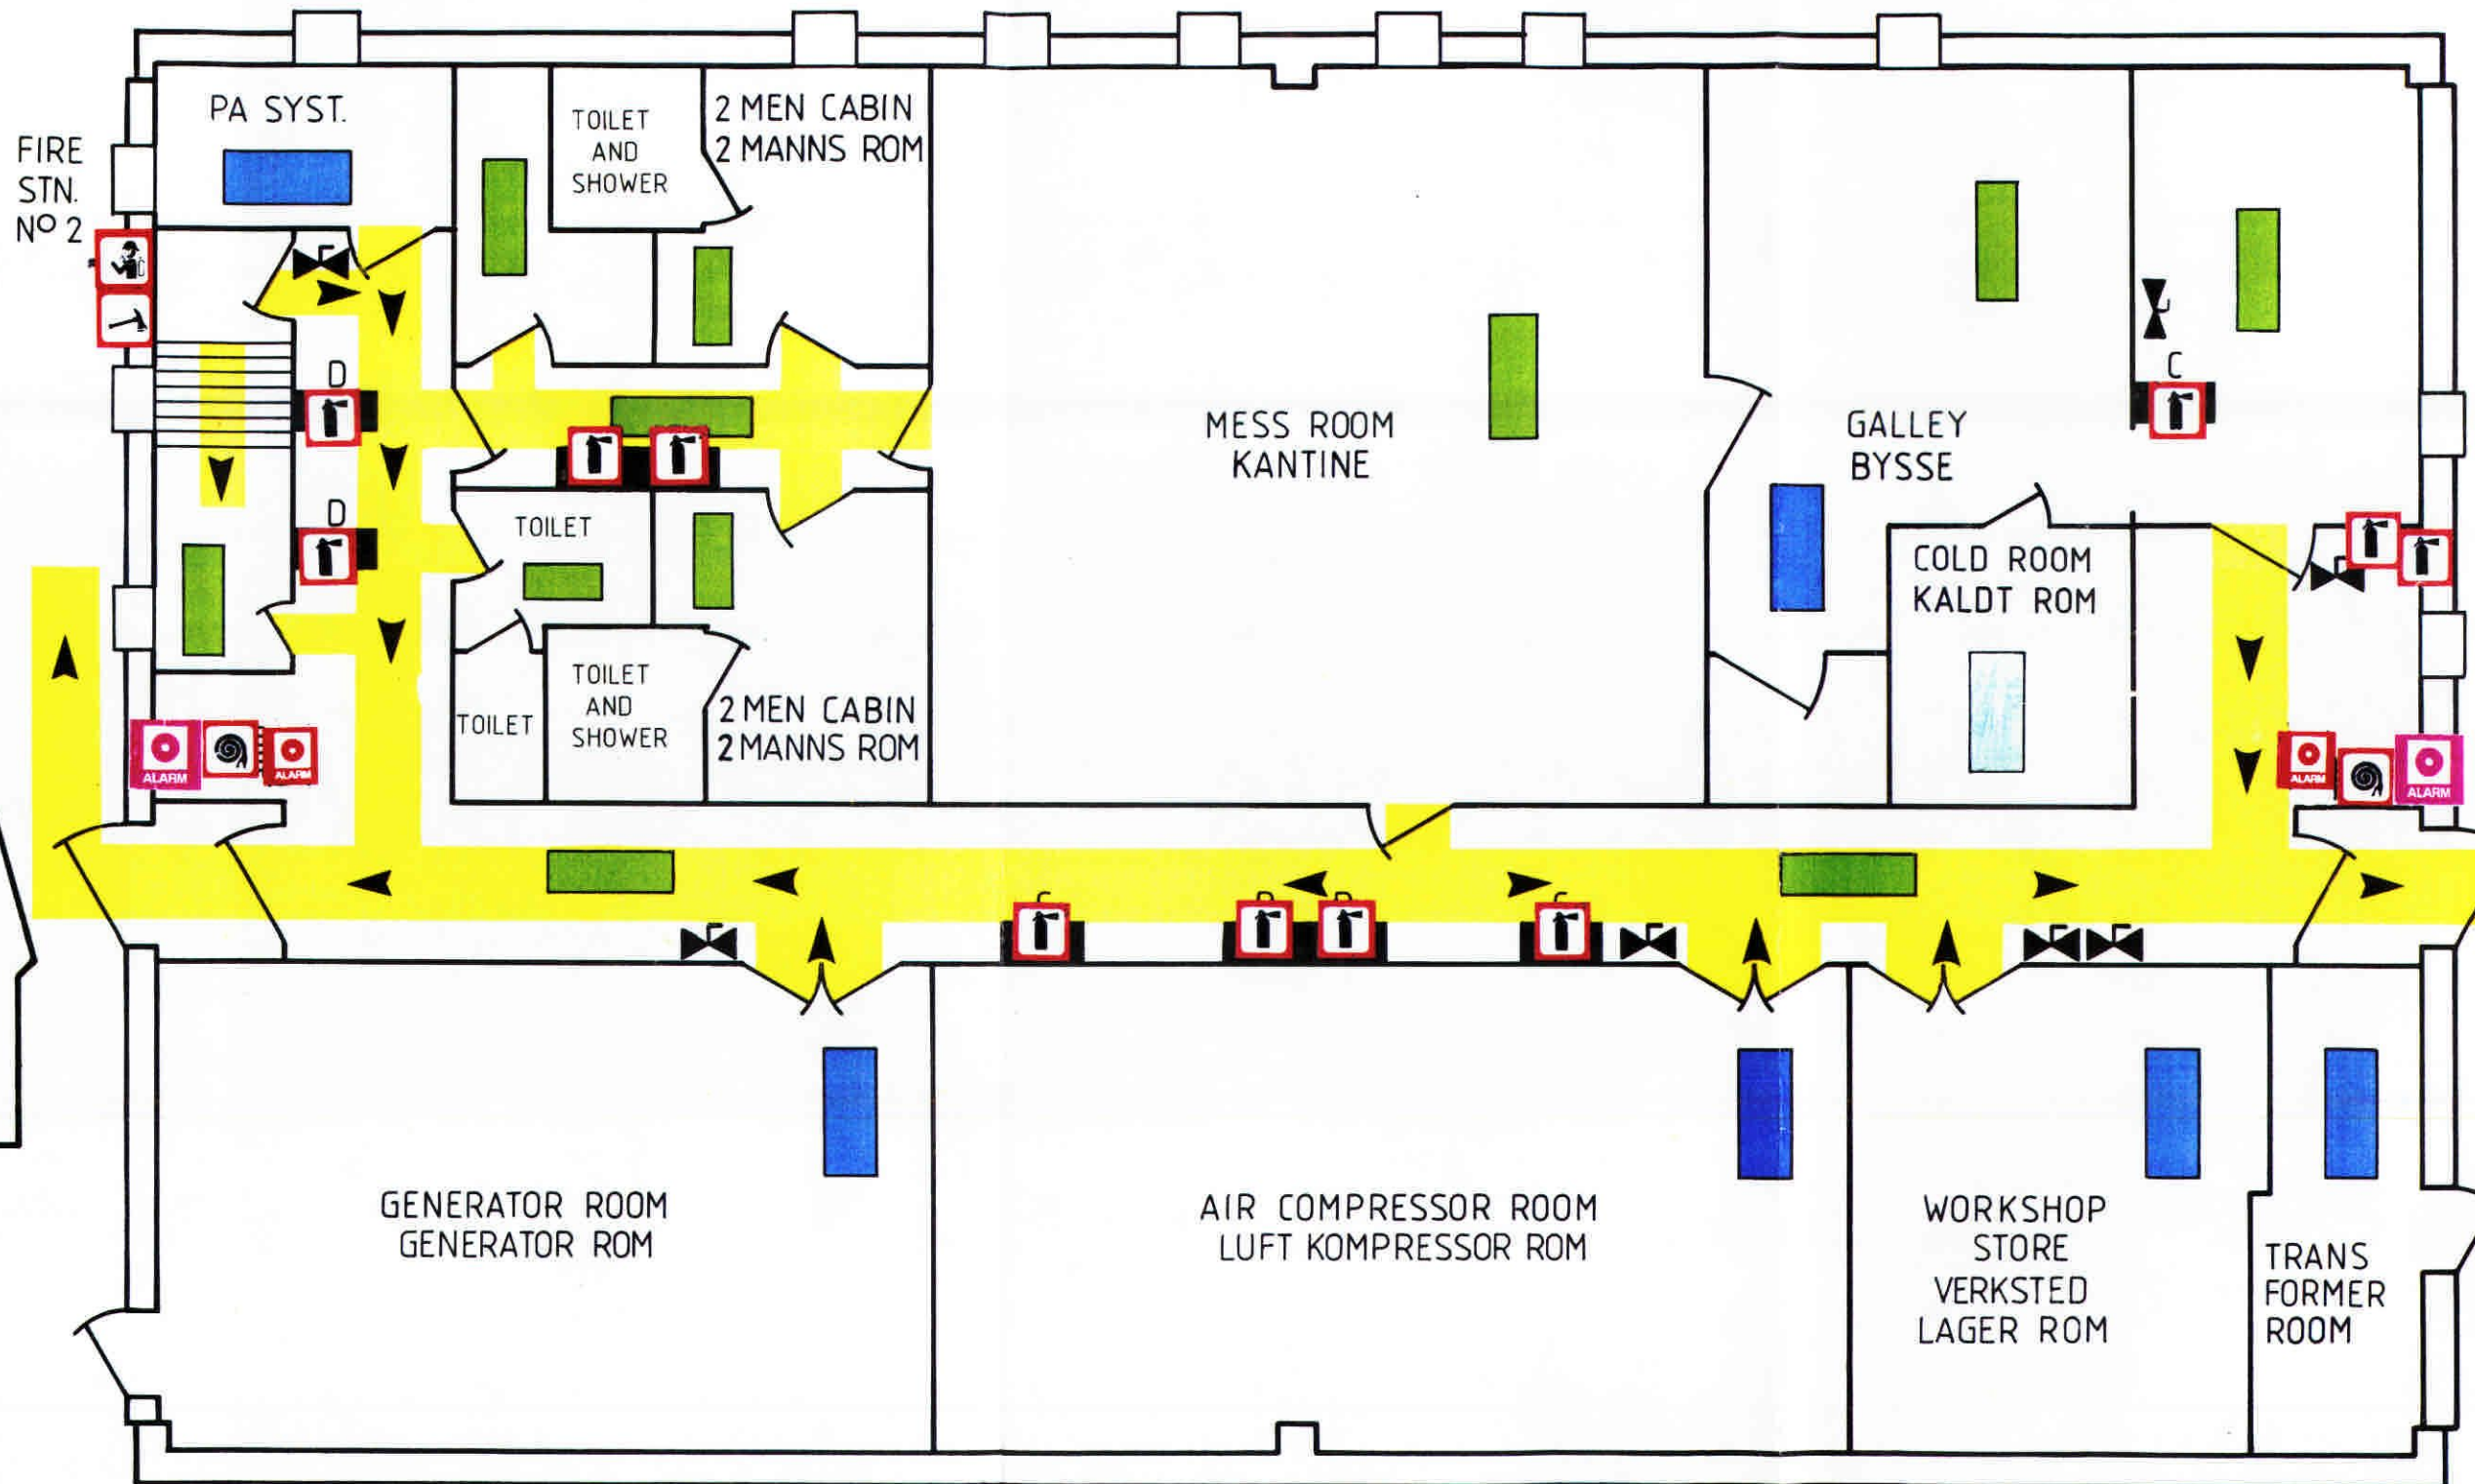 PA SYST.
FIRE
STN.
Nº 2
TOILET
AND
SHOWER
2 MEN CABIN
2 MANNS ROM
D
D
TOILET
TOILET
TOILET
AND
SHOWER
2 MEN CABIN
2 MANNS ROM
MESS ROOM
KANTINE
GALLEY
BYSSE
C
COLD ROOM
KALDT ROM
ALARM
ALARM
ALARM
ALARM
GENERATOR ROOM
GENERATOR ROM
AIR COMPRESSOR ROOM
LUFT KOMPRESSOR ROM
WORKSHOP
STORE
VERKSTED
LAGER ROM
TRANS
FORMER
ROOM